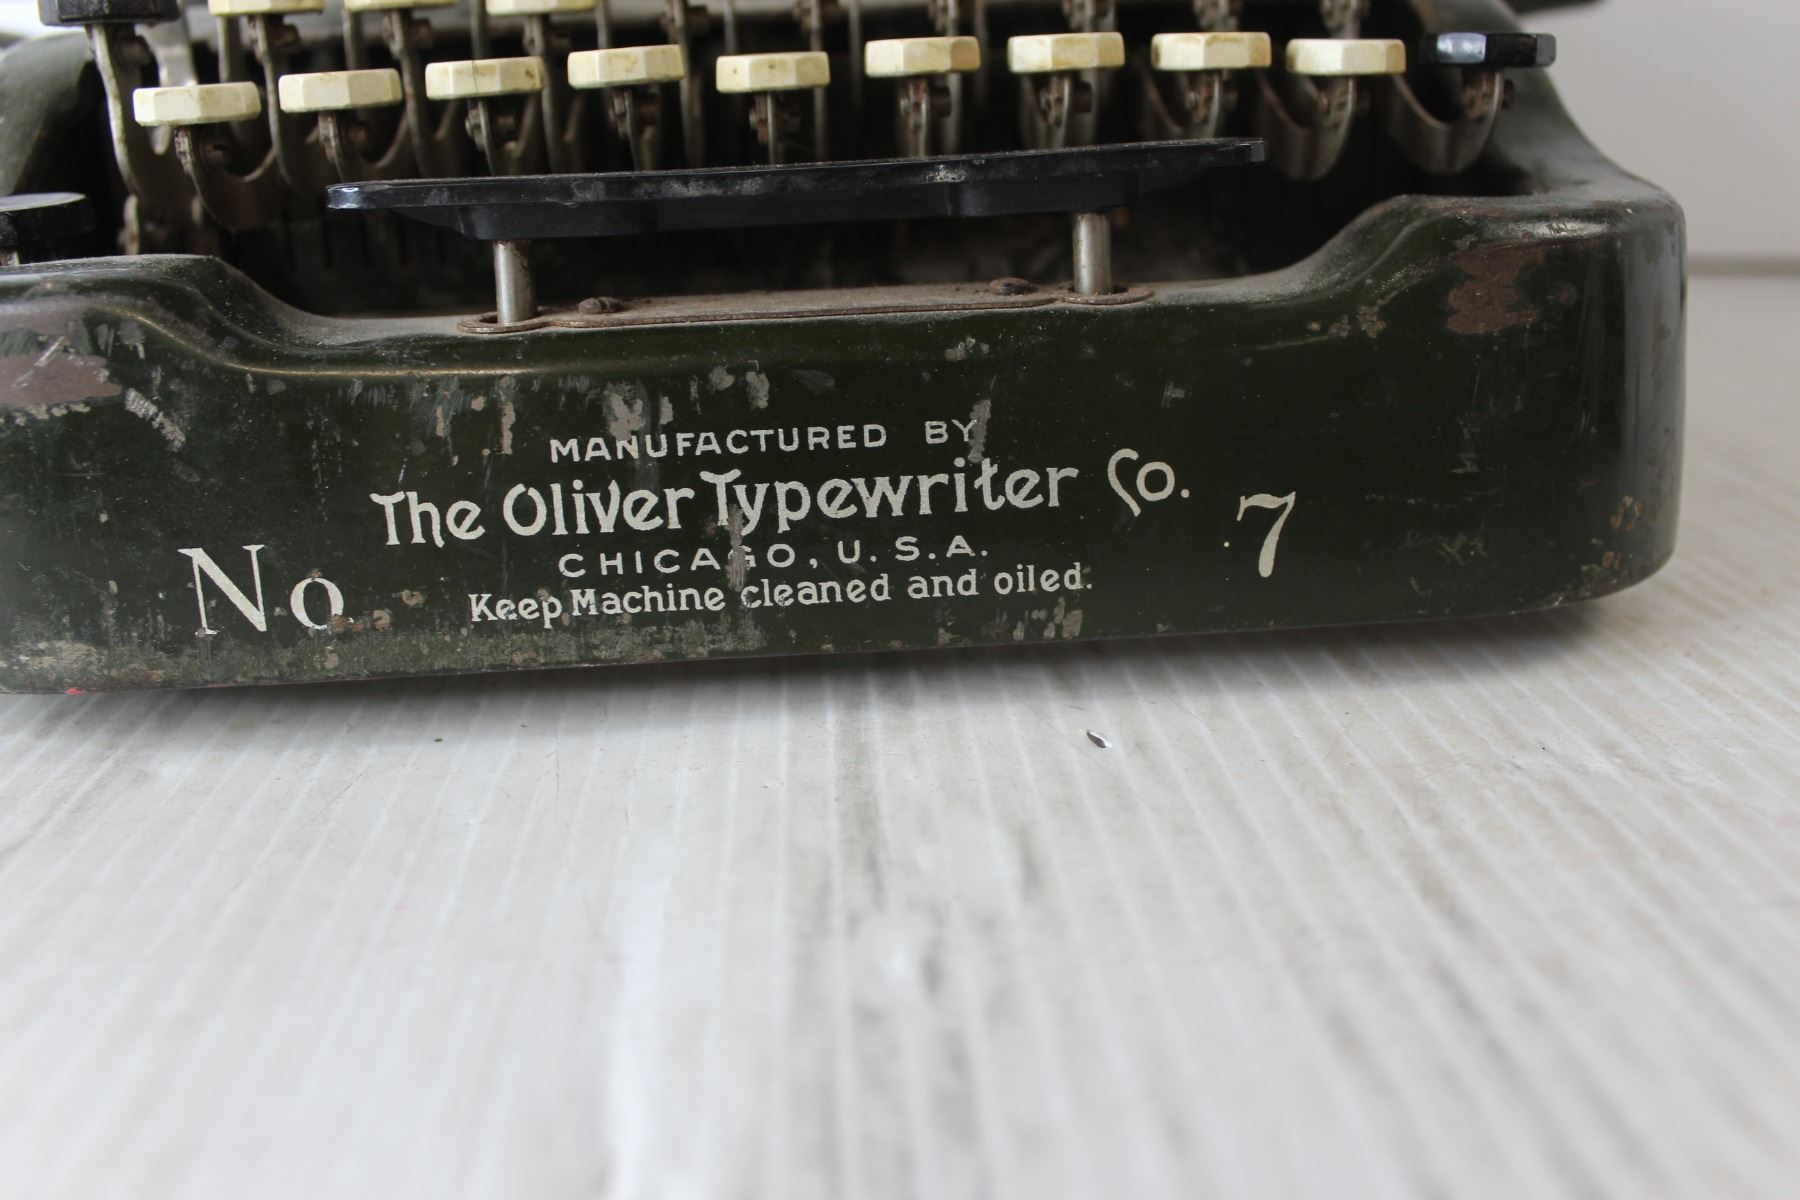 MANUFACTURED BY
The Oliver Typewriter Co.
No 7
CHICAGO, U.S.A.
Keep Machine cleaned and oiled.